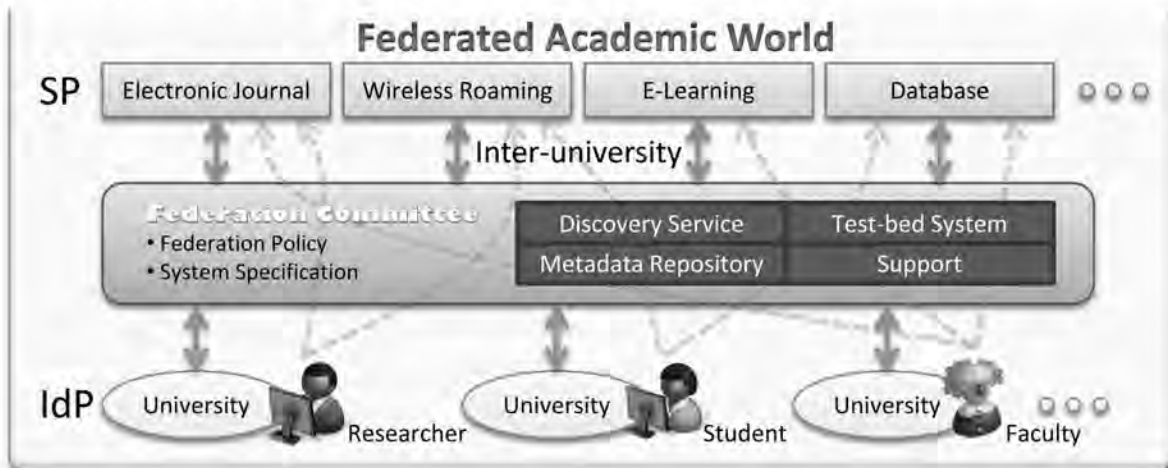 Federated Academic World
SP
Electronic Journal
Wireless Roaming
E-Learning
Database
Inter-university
Federation Committee
• Federation Policy
• System Specification
Discovery Service
Test-bed System
Metadata Repository
Support
IdP
University
Researcher
University
Student
University
Faculty